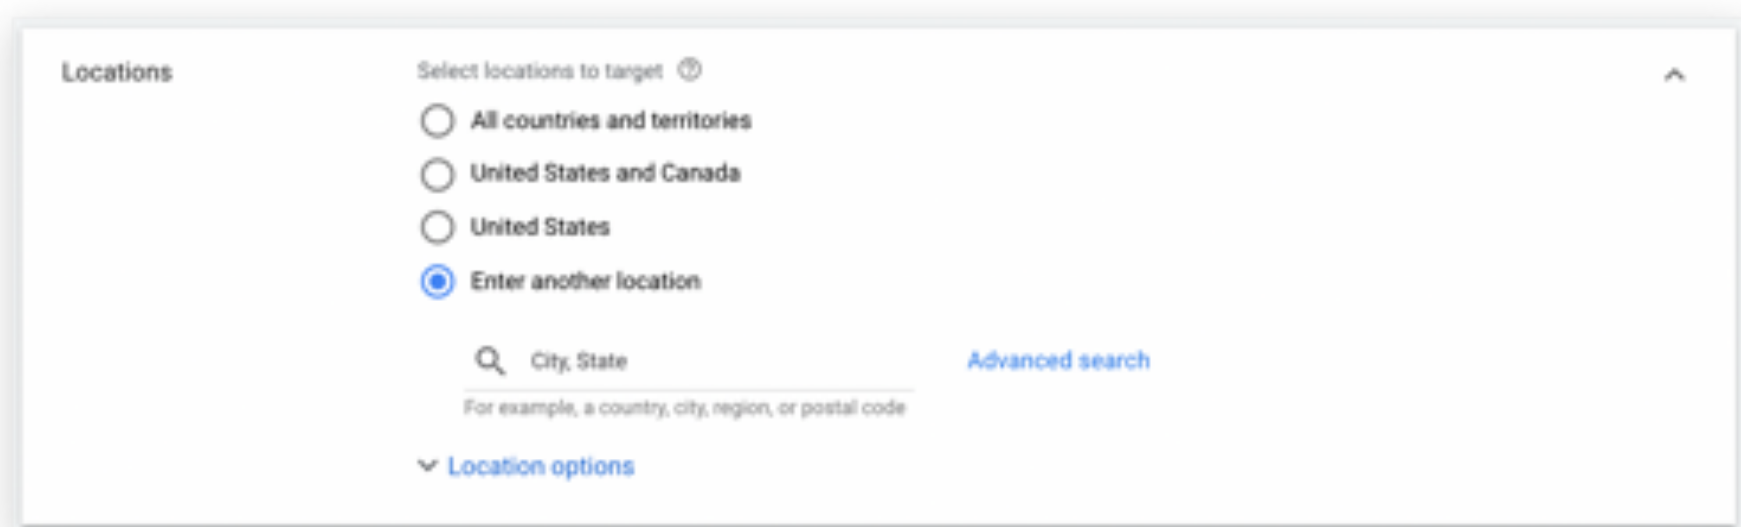 Locations
Select locations to target
All countries and territories
United States and Canada
United States
Enter another location
City, State
Advanced search
For example, a country, city, region, or postal code
Location options